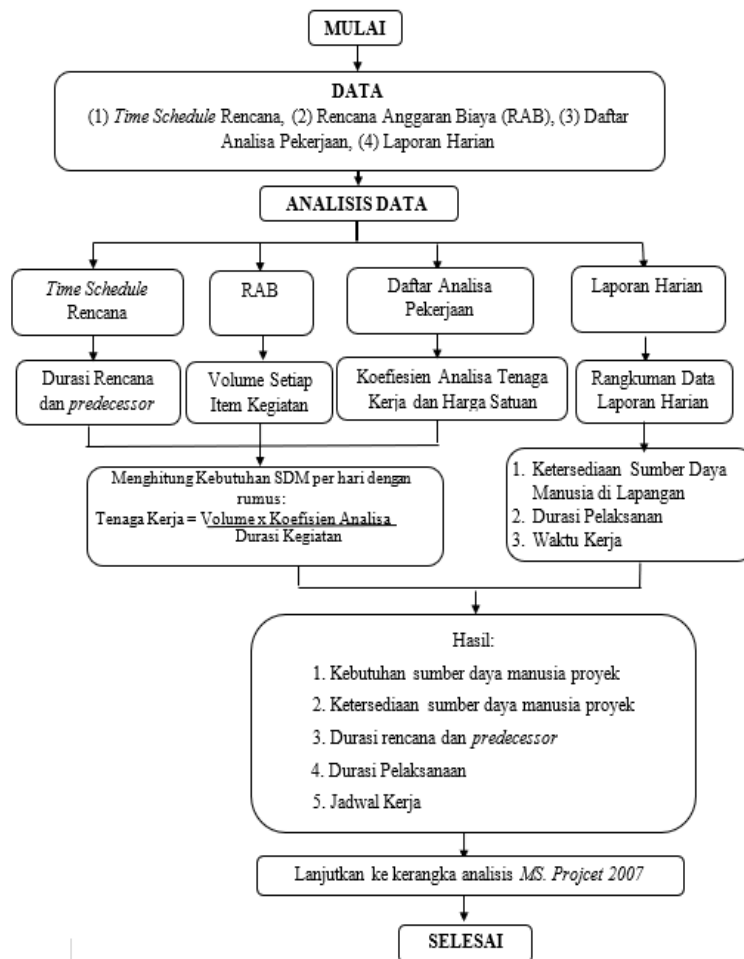 MULAI
DATA
(1) Time Schedule Rencana, (2) Rencana Anggaran Biaya (RAB), (3) Daftar
Analisa Pekerjaan, (4) Laporan Harian
ANALISIS DATA
Time Schedule
Rencana
RAB
Daftar Analisa
Pekerjaan
Laporan Harian
Durasi Rencana
dan predecessor
Volume Setiap
Item Kegiatan
Koefiesien Analisa Tenaga
Kerja dan Harga Satuan
Rangkuman Data
Laporan Harian
Menghitung Kebutuhan SDM per hari dengan
rumus:
Tenaga Kerja = Volume x Koefisien Analisa
Durasi Kegiatan
1. Ketersediaan Sumber Daya
Manusia di Lapangan
2. Durasi Pelaksanan
3. Waktu Kerja
Hasil:
1. Kebutuhan sumber daya manusia proyek
2. Ketersediaan sumber daya manusia proyek
3. Durasi rencana dan predecessor
4. Durasi Pelaksanaan
5. Jadwal Kerja
Lanjutkan ke kerangka analisis MS. Projcet 2007
SELESAI